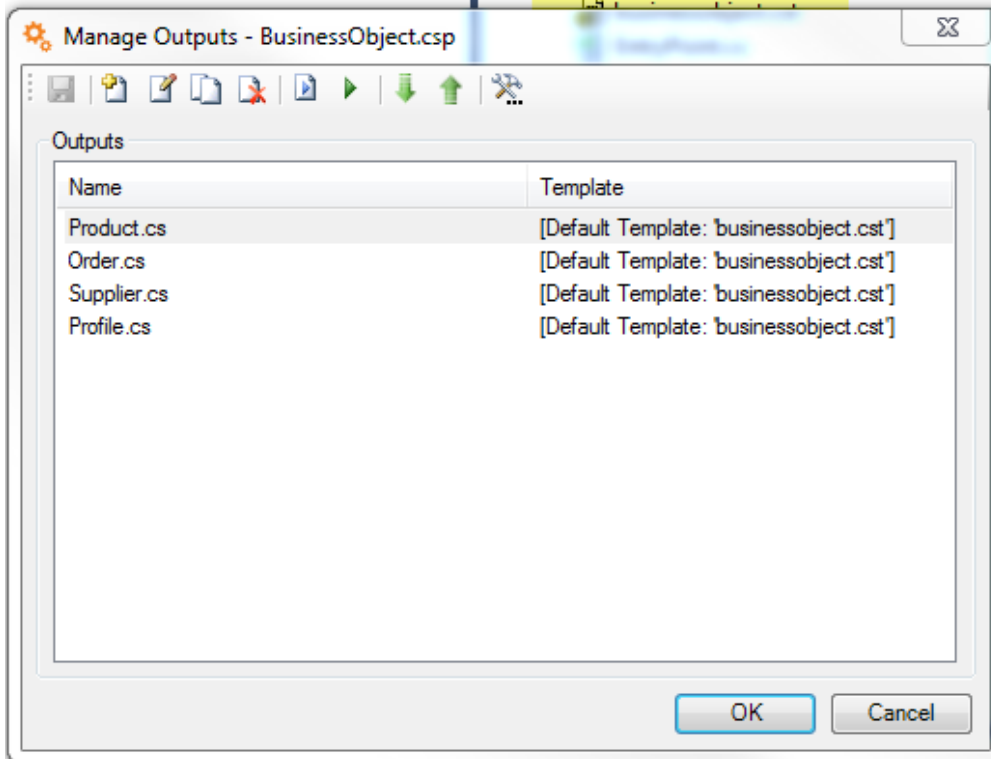 Manage Outputs - BusinessObject.csp
Outputs
Name Template
Product.cs [Default Template: 'businessobject.cst']
Order.cs [Default Template: 'businessobject.cst']
Supplier.cs [Default Template: 'businessobject.cst']
Profile.cs [Default Template: 'businessobject.cst']
OK Cancel